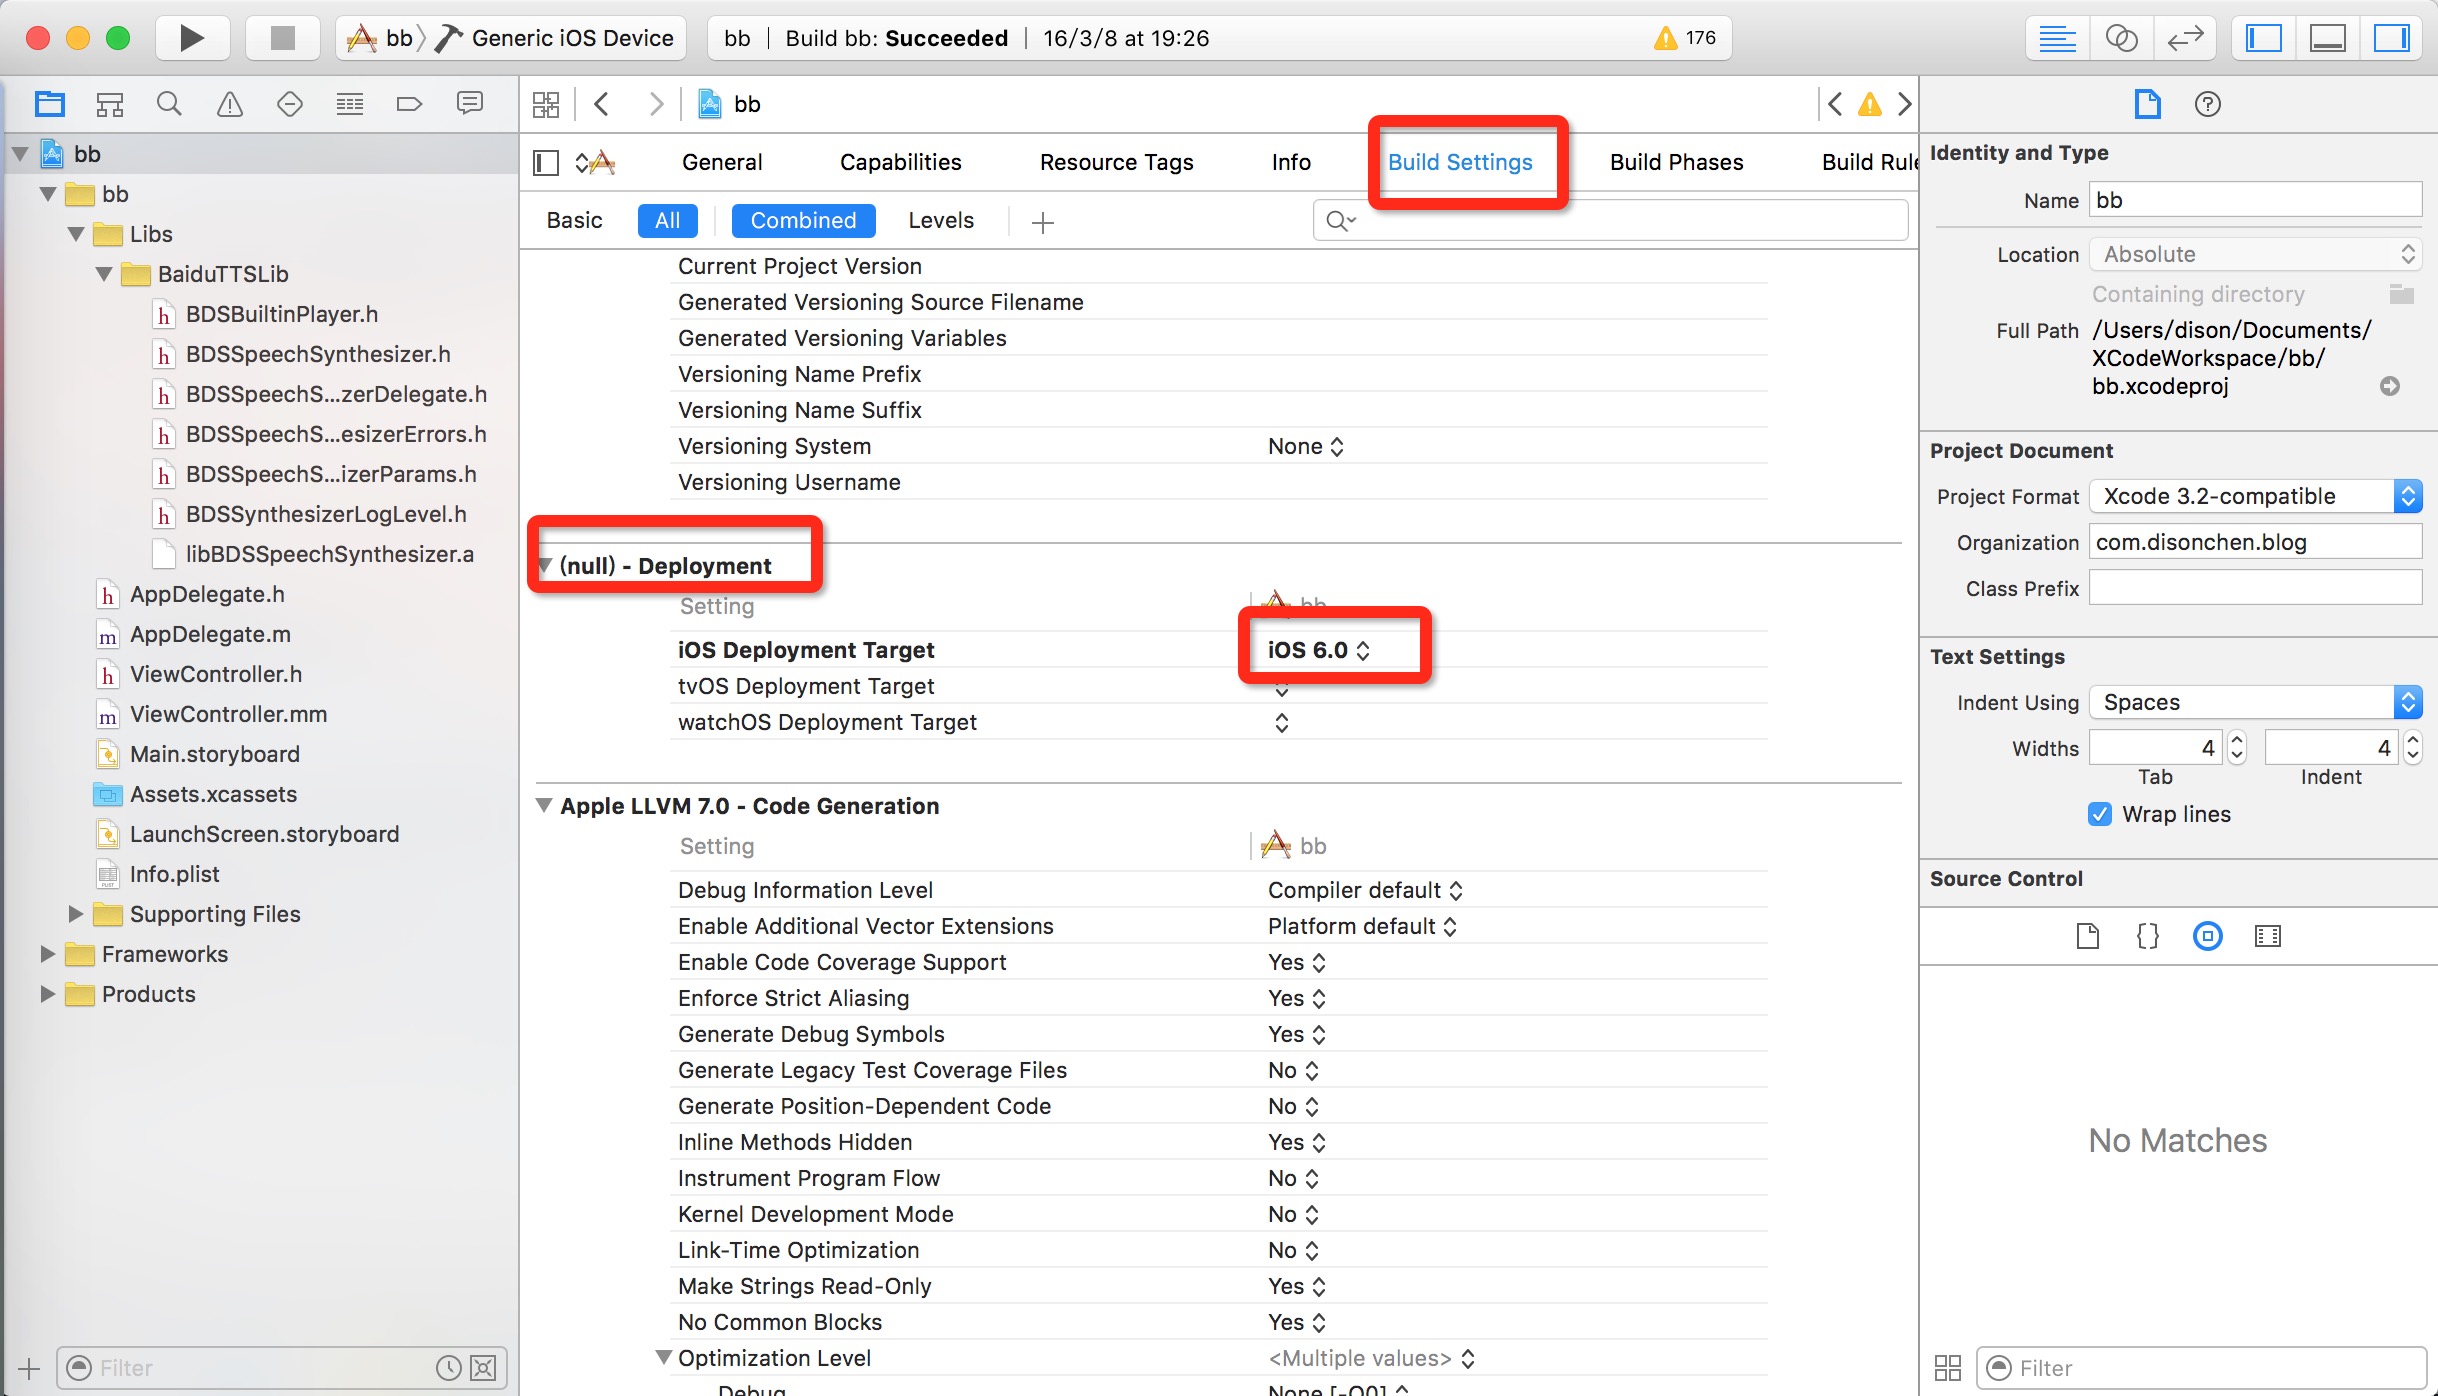 bb
Generic iOS Device
bb | Build bb: Succeeded | 16/3/8 at 19:26
176
bb
General
Capabilities
Resource Tags
Info
Build Settings
Build Phases
Build Rule
Basic
All
Combined
Levels
bb
bb
Libs
BaiduTTSLib
BDSBuiltinPlayer.h
BDSSpeechSynthesizer.h
BDSSpeechS...zerDelegate.h
BDSSpeechS...esizerErrors.h
BDSSpeechS...izerParams.h
BDSSynthesizerLogLevel.h
libBDSSpeechSynthesizer.a
AppDelegate.h
AppDelegate.m
ViewController.h
ViewController.mm
Main.storyboard
Assets.xcassets
LaunchScreen.storyboard
Info.plist
Supporting Files
Frameworks
Products
Filter
Current Project Version
Generated Versioning Source Filename
Generated Versioning Variables
Versioning Name Prefix
Versioning Name Suffix
Versioning System None
Versioning Username
(null) - Deployment
Setting bb
iOS Deployment Target iOS 6.0
tvOS Deployment Target
watchOS Deployment Target
Apple LLVM 7.0 - Code Generation
Setting bb
Debug Information Level Compiler default
Enable Additional Vector Extensions Platform default
Enable Code Coverage Support Yes
Enforce Strict Aliasing Yes
Generate Debug Symbols Yes
Generate Legacy Test Coverage Files No
Generate Position-Dependent Code No
Inline Methods Hidden Yes
Instrument Program Flow No
Kernel Development Mode No
Link-Time Optimization No
Make Strings Read-Only Yes
No Common Blocks Yes
Optimization Level <Multiple values>
Debug None [-O0]
Identity and Type
Name bb
Location Absolute
Containing directory
Full Path /Users/dison/Documents/
XCodeWorkspace/bb/
bb.xcodeproj
Project Document
Project Format Xcode 3.2-compatible
Organization com.disonchen.blog
Class Prefix
Text Settings
Indent Using Spaces
Widths 4 4
Tab Indent
Wrap lines
Source Control
No Matches
Filter